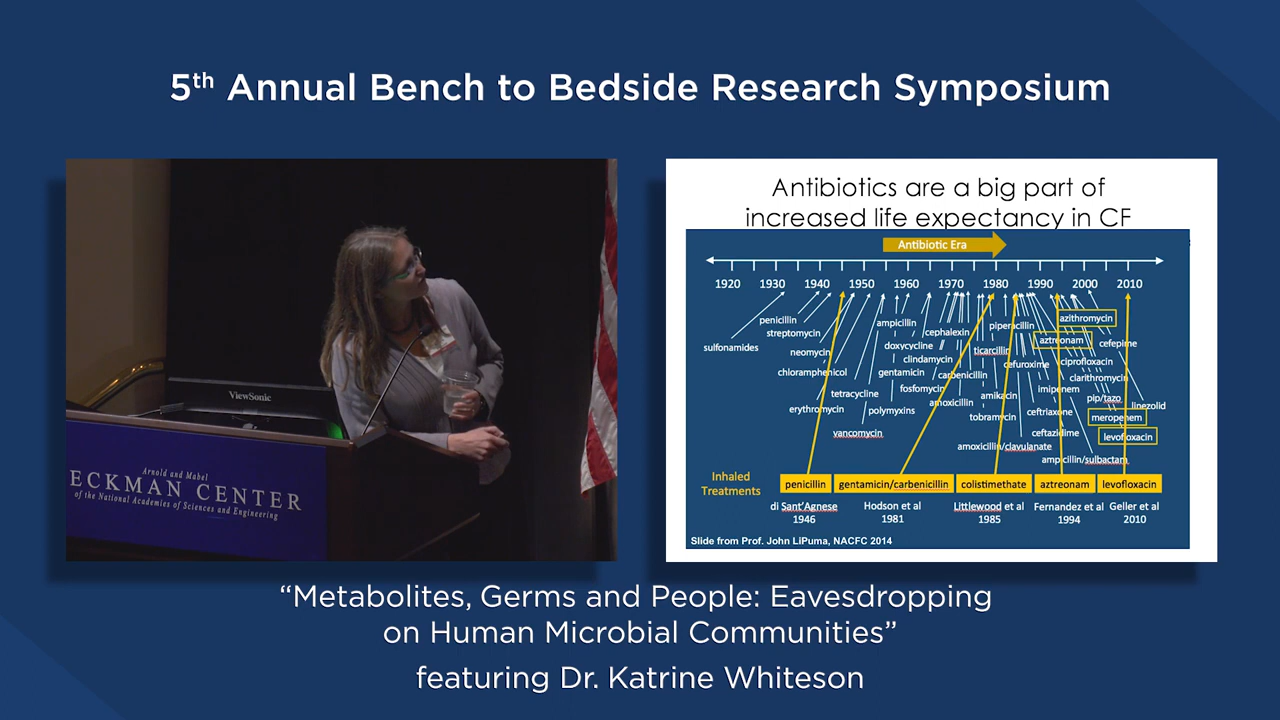 5th Annual Bench to Bedside Research Symposium
ViewSonic
Arnold and Mabel
ECKMAN CENTER
of the National Academies of Sciences and Engineering
Antibiotics are a big part of
increased life expectancy in CF
Antibiotic Era
1920 1930 1940 1950 1960 1970 1980 1990 2000 2010
sulfonamides
penicillin
streptomycin
neomycin
chloramphenicol
erythromycin
tetracycline
vancomycin
ampicillin
doxycycline
clindamycin
gentamicin
fosfomycin
polymyxins
cephalexin
carbenicillin
amoxicillin
piperacillin
ticarcillin
cefuroxime
amikacin
tobramycin
amoxicillin/clavulanate
azithromycin
aztreonam
cefepime
ciprofloxacin
clarithromycin
imipenem
pip/tazo
linezolid
ceftriaxone
meropenem
ceftazidime
levofloxacin
ampicillin/sulbactam
Inhaled
Treatments
penicillin gentamicin/carbenicillin colistimethate aztreonam levofloxacin
di Sant’Agnese Hodson et al Littlewood et al Fernandez et al Geller et al
1946 1981 1985 1994 2010
Slide from Prof. John LiPuma, NACFC 2014
“Metabolites, Germs and People: Eavesdropping
on Human Microbial Communities”
featuring Dr. Katrine Whiteson